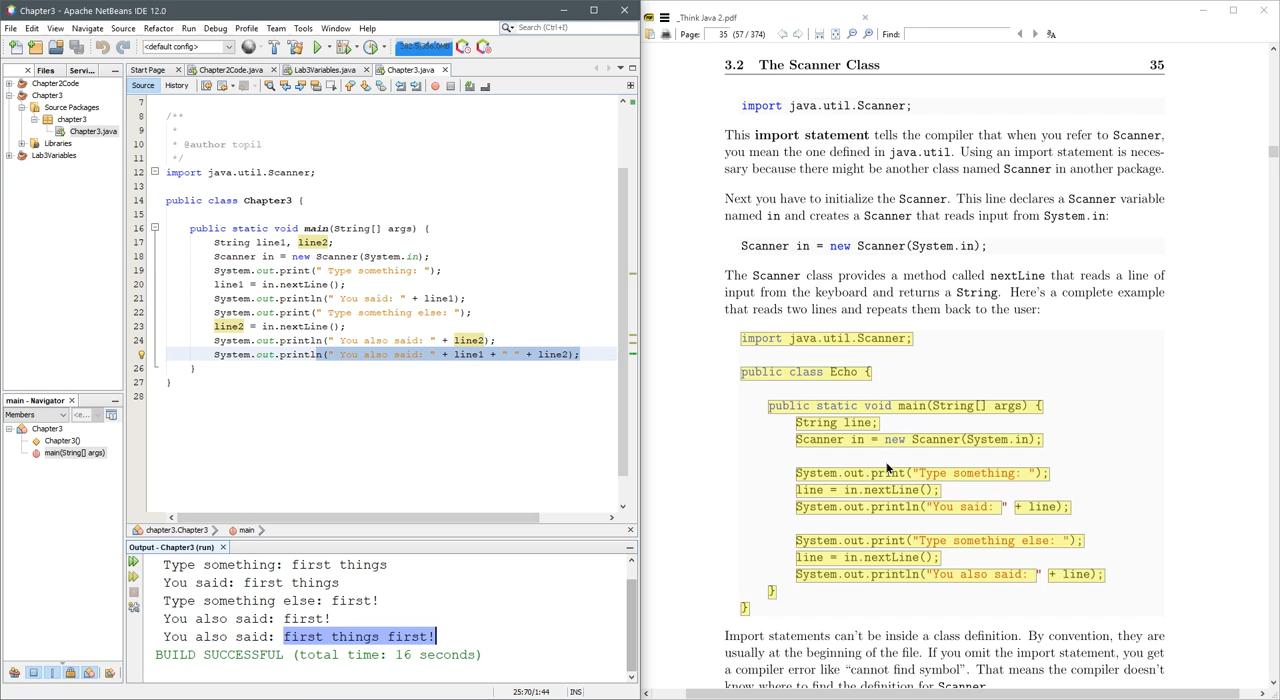 Chapter3 - Apache NetBeans IDE 12.0
File Edit View Navigate Source Refactor Run Debug Profile Team Tools Window Help
Search (Ctrl+I)
<default config>
Files
Servi...
Chapter2Code
Chapter3
Source Packages
chapter3
Chapter3.java
Libraries
Lab3Variables
main - Navigator
Members
<e...
Chapter3
Chapter3()
main(String[] args)
Start Page
Chapter2Code.java
Lab3Variables.java
Chapter3.java
Source History
7
8 /**
9 *
10 * @author topil
11 */
12 import java.util.Scanner;
13
14 public class Chapter3 {
15
16 public static void main(String[] args) {
17 String line1, line2;
18 Scanner in = new Scanner(System.in);
19 System.out.print(" Type something: ");
20 line1 = in.nextLine();
21 System.out.println(" You said: " + line1);
22 System.out.print(" Type something else: ");
23 line2 = in.nextLine();
24 System.out.println(" You also said: " + line2);
System.out.println(" You also said: " + line1 + " " + line2);
26 }
27 }
28
chapter3.Chapter3
main
Output - Chapter3 (run)
Type something: first things
You said: first things
Type something else: first!
You also said: first!
You also said: first things first!
BUILD SUCCESSFUL (total time: 16 seconds)
25:70/1:44
INS
_Think Java 2.pdf
Page: 35 (57 / 374)
Find:
3.2 The Scanner Class 35
import java.util.Scanner;
This import statement tells the compiler that when you refer to Scanner,
you mean the one defined in java.util. Using an import statement is neces-
sary because there might be another class named Scanner in another package.
Next you have to initialize the Scanner. This line declares a Scanner variable
named in and creates a Scanner that reads input from System.in:
Scanner in = new Scanner(System.in);
The Scanner class provides a method called nextLine that reads a line of
input from the keyboard and returns a String. Here's a complete example
that reads two lines and repeats them back to the user:
import java.util.Scanner;
public class Echo {
public static void main(String[] args) {
String line;
Scanner in = new Scanner(System.in);
System.out.print("Type something: ");
line = in.nextLine();
System.out.println("You said: " + line);
System.out.print("Type something else: ");
line = in.nextLine();
System.out.println("You also said: " + line);
}
}
Import statements can't be inside a class definition. By convention, they are
usually at the beginning of the file. If you omit the import statement, you get
a compiler error like "cannot find symbol". That means the compiler doesn't
know where to find the definition for Scanner.